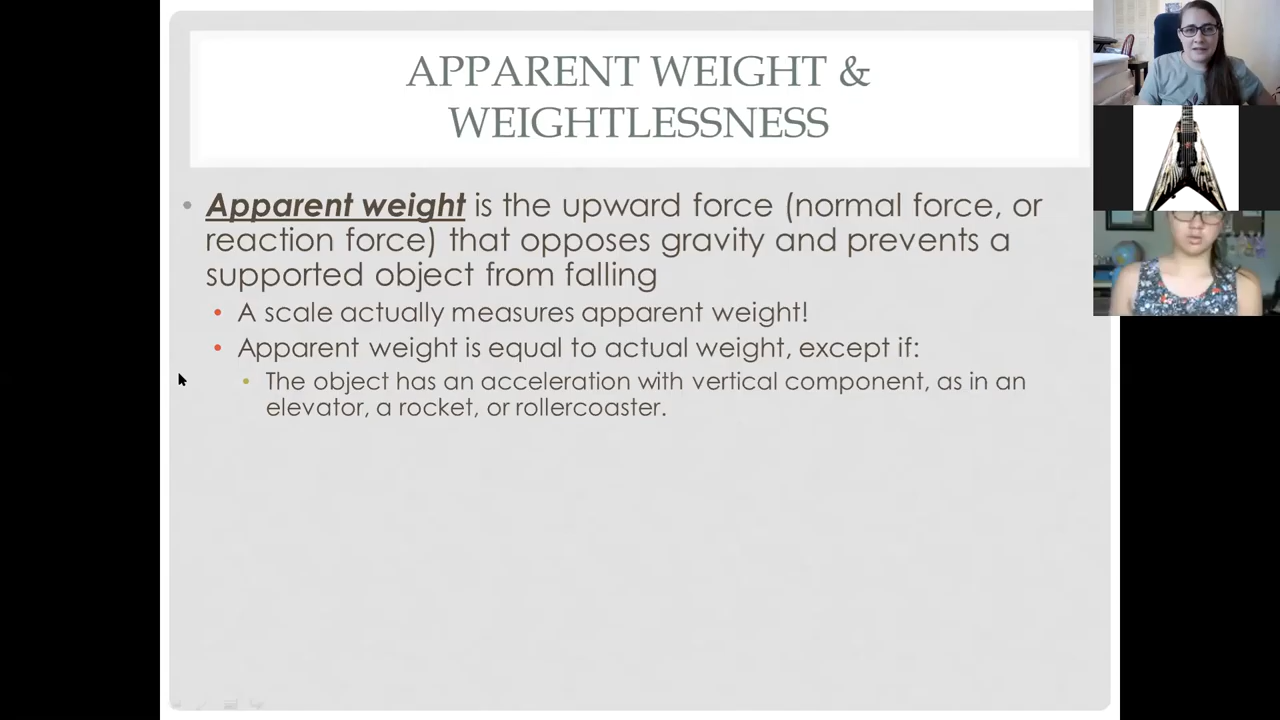 APPARENT WEIGHT &
WEIGHTLESSNESS
• Apparent weight is the upward force (normal force, or
reaction force) that opposes gravity and prevents a
supported object from falling
• A scale actually measures apparent weight!
• Apparent weight is equal to actual weight, except if:
• The object has an acceleration with vertical component, as in an
elevator, a rocket, or rollercoaster.